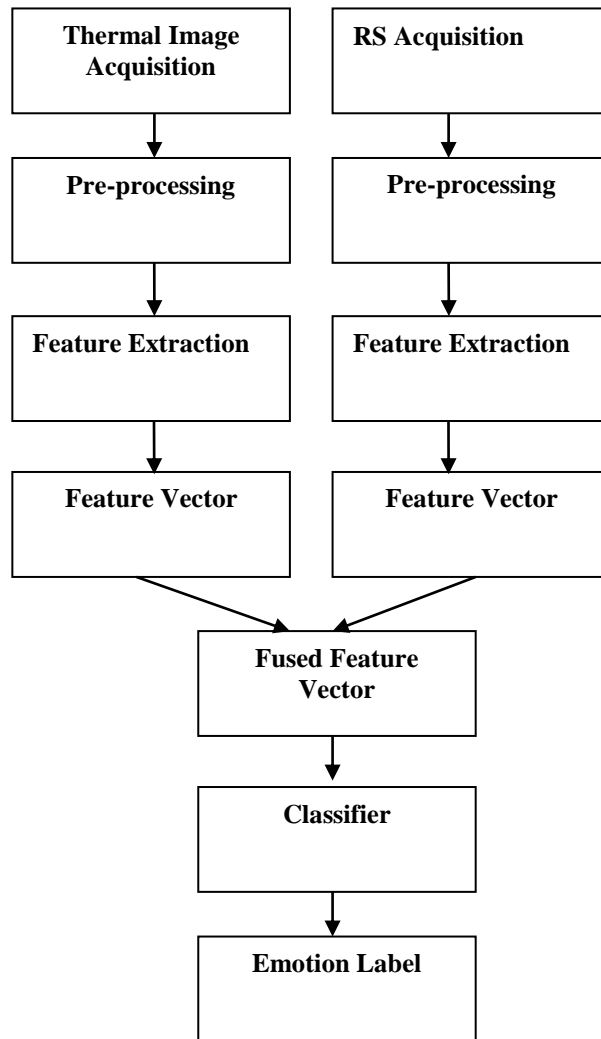 Thermal Image
Acquisition
RS Acquisition
Pre-processing
Pre-processing
Feature Extraction
Feature Extraction
Feature Vector
Feature Vector
Fused Feature
Vector
Classifier
Emotion Label